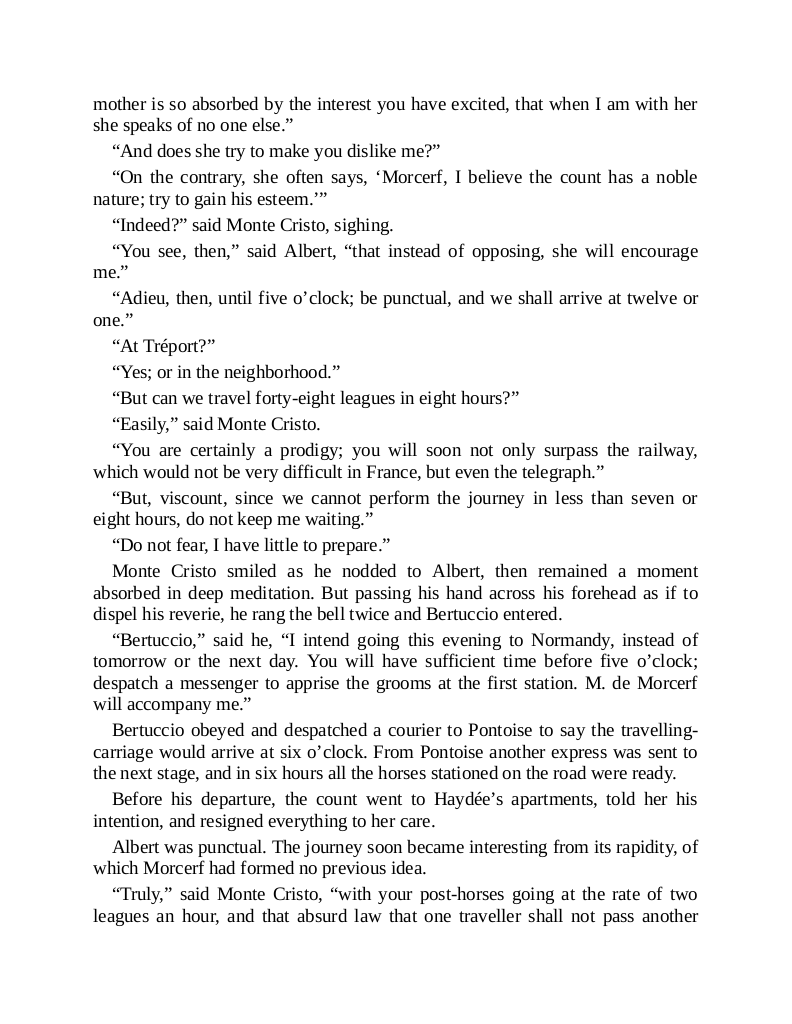 mother is so absorbed by the interest you have excited, that when I am with her
she speaks of no one else.”
“And does she try to make you dislike me?”
“On the contrary, she often says, ‘Morcerf, I believe the count has a noble
nature; try to gain his esteem.’”
“Indeed?” said Monte Cristo, sighing.
“You see, then,” said Albert, “that instead of opposing, she will encourage
me.”
“Adieu, then, until five o’clock; be punctual, and we shall arrive at twelve or
one.”
“At Tréport?”
“Yes; or in the neighborhood.”
“But can we travel forty-eight leagues in eight hours?”
“Easily,” said Monte Cristo.
“You are certainly a prodigy; you will soon not only surpass the railway,
which would not be very difficult in France, but even the telegraph.”
“But, viscount, since we cannot perform the journey in less than seven or
eight hours, do not keep me waiting.”
“Do not fear, I have little to prepare.”
Monte Cristo smiled as he nodded to Albert, then remained a moment
absorbed in deep meditation. But passing his hand across his forehead as if to
dispel his reverie, he rang the bell twice and Bertuccio entered.
“Bertuccio,” said he, “I intend going this evening to Normandy, instead of
tomorrow or the next day. You will have sufficient time before five o’clock;
despatch a messenger to apprise the grooms at the first station. M. de Morcerf
will accompany me.”
Bertuccio obeyed and despatched a courier to Pontoise to say the travelling-
carriage would arrive at six o’clock. From Pontoise another express was sent to
the next stage, and in six hours all the horses stationed on the road were ready.
Before his departure, the count went to Haydée’s apartments, told her his
intention, and resigned everything to her care.
Albert was punctual. The journey soon became interesting from its rapidity, of
which Morcerf had formed no previous idea.
“Truly,” said Monte Cristo, “with your post-horses going at the rate of two
leagues an hour, and that absurd law that one traveller shall not pass another